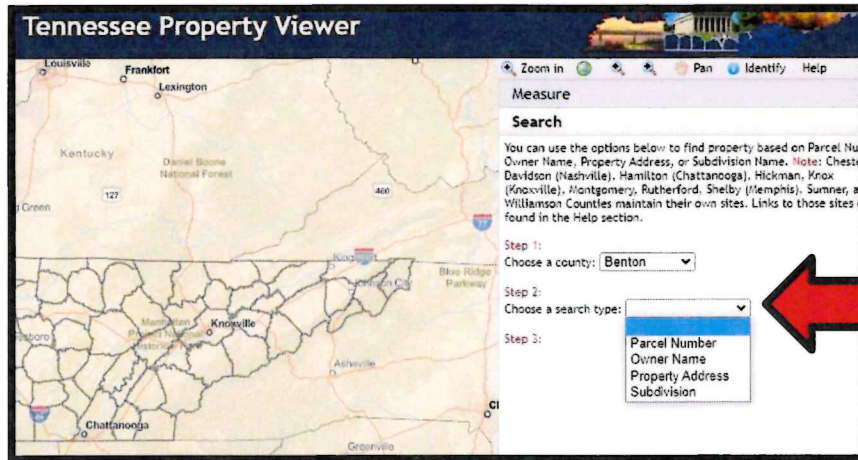 Tennessee Property Viewer
Louisville
Frankfort
Lexington
Kentucky
Daniel Boone
National Forest
127
460
77
Green
Blue Ridge
Parkway
Johnson City
Knoxville
Asheville
Chattanooga
Greenville
Zoom in Pan Identify Help
Measure
Search
You can use the options below to find property based on Parcel Nu
Owner Name, Property Address, or Subdivision Name. Note: Cheste
Davidson (Nashville), Hamilton (Chattanooga), Hickman, Knox
(Knoxville), Montgomery, Rutherford, Shelby (Memphis), Sumner, a
Williamson Counties maintain their own sites. Links to those sites
found in the Help section.
Step 1:
Choose a county: Benton
Step 2:
Choose a search type:
Parcel Number
Owner Name
Property Address
Subdivision
Step 3: